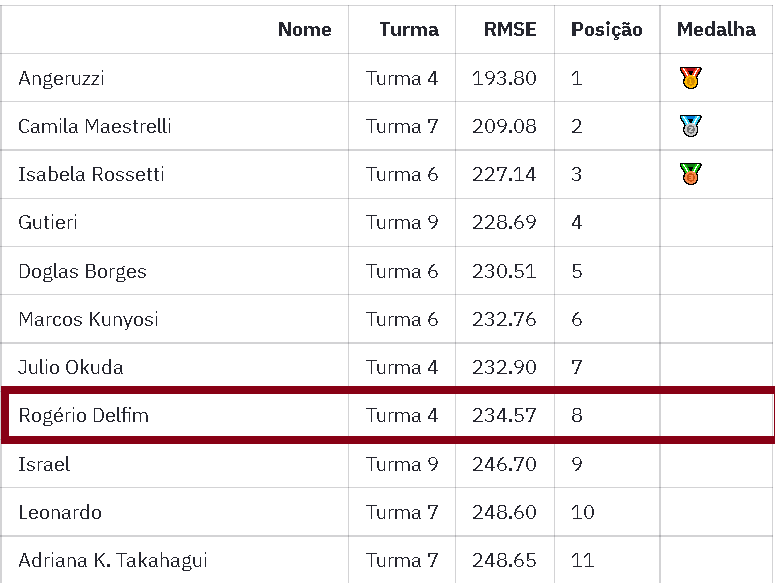 Nome Turma RMSE Posição Medalha
Angeruzzi Turma 4 193.80 1
Camila Maestrelli Turma 7 209.08 2
Isabela Rossetti Turma 6 227.14 3
Gutieri Turma 9 228.69 4
Doglas Borges Turma 6 230.51 5
Marcos Kunyosi Turma 6 232.76 6
Julio Okuda Turma 4 232.90 7
Rogério Delfim Turma 4 234.57 8
Israel Turma 9 246.70 9
Leonardo Turma 7 248.60 10
Adriana K. Takahagui Turma 7 248.65 11